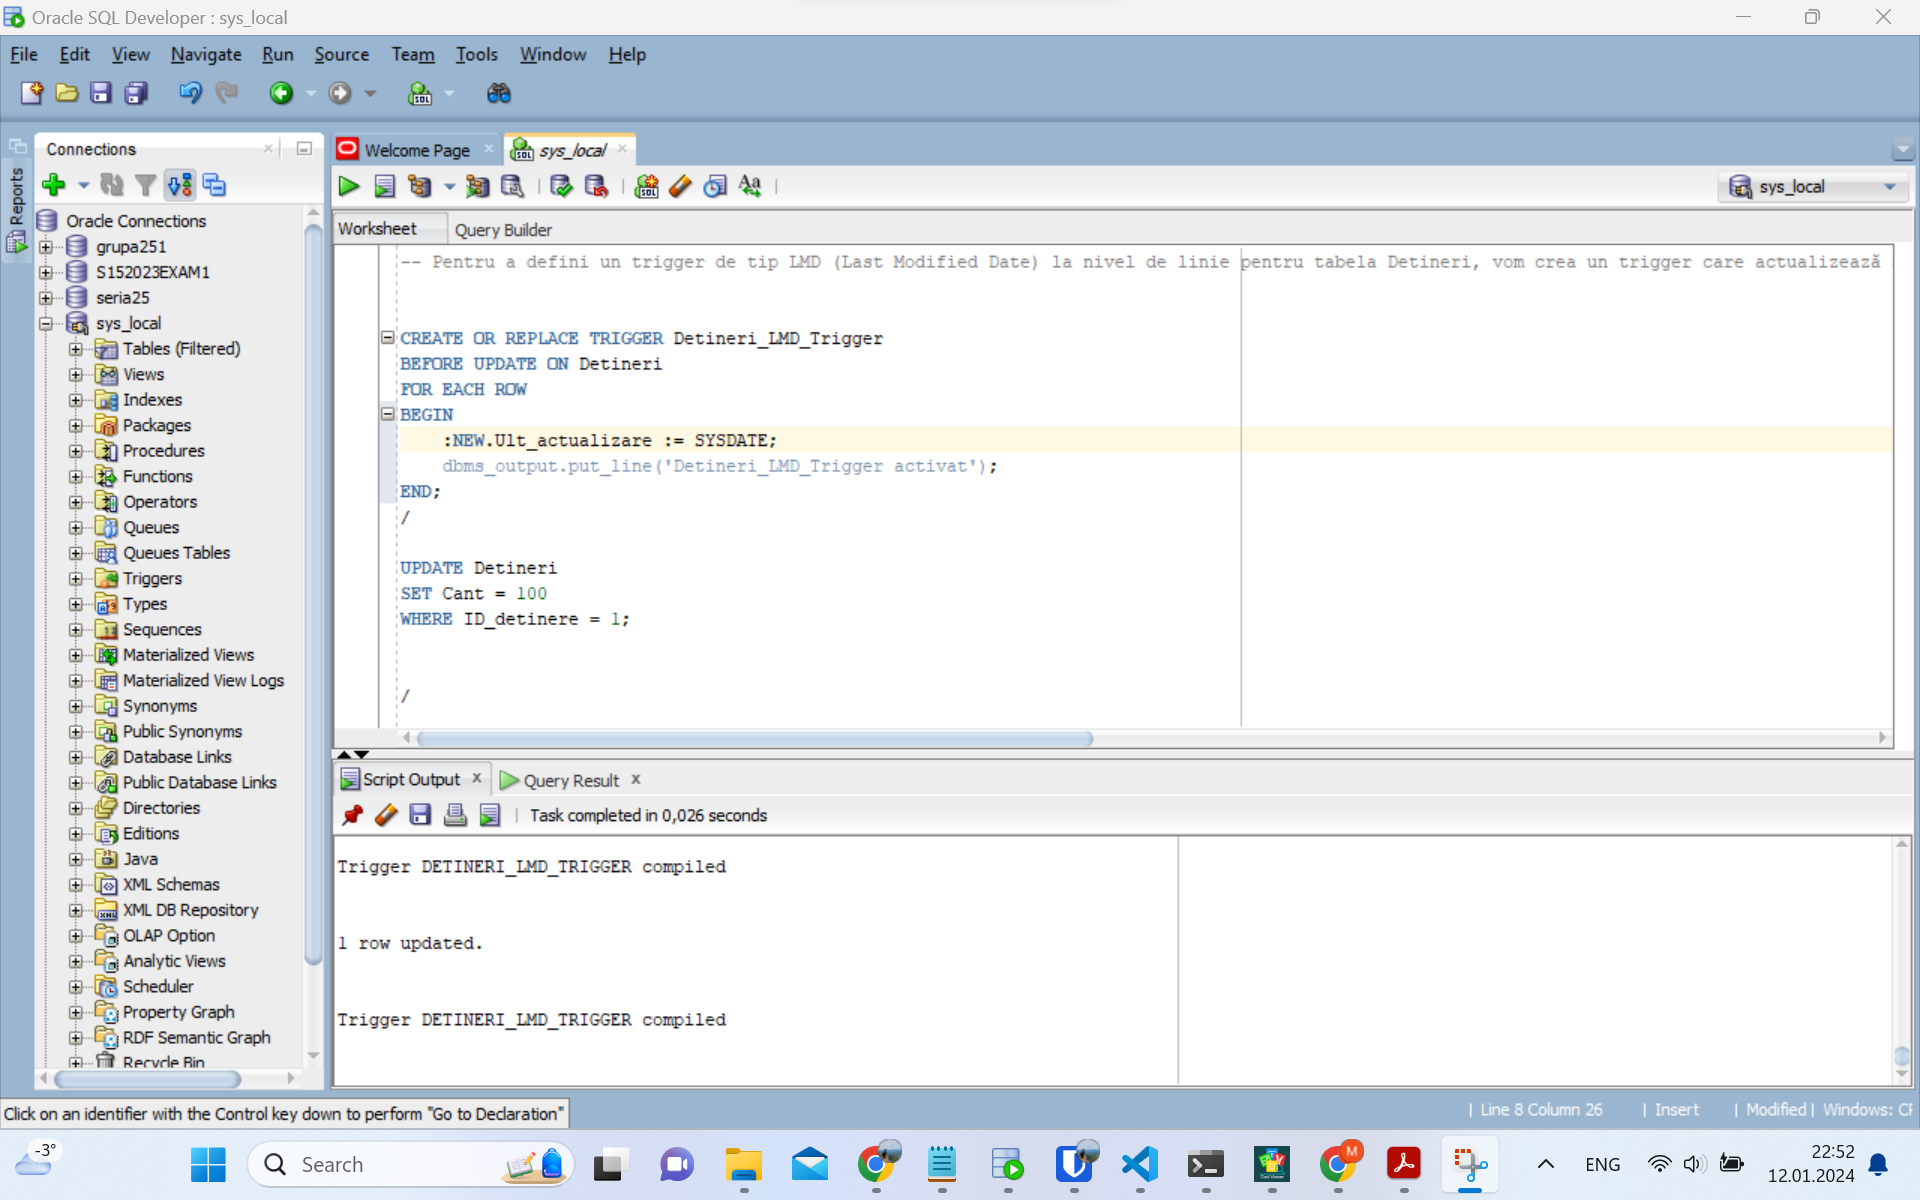 Oracle SQL Developer : sys_local
File Edit View Navigate Run Source Team Tools Window Help
Reports
Connections
Oracle Connections
grupa251
S152023EXAM1
seria25
sys_local
Tables (Filtered)
Views
Indexes
Packages
Procedures
Functions
Operators
Queues
Queues Tables
Triggers
Types
Sequences
Materialized Views
Materialized View Logs
Synonyms
Public Synonyms
Database Links
Public Database Links
Directories
Editions
Java
XML Schemas
XML DB Repository
OLAP Option
Analytic Views
Scheduler
Property Graph
RDF Semantic Graph
Recycle Bin
Welcome Page
sys_local
sys_local
Worksheet Query Builder
-- Pentru a defini un trigger de tip LMD (Last Modified Date) la nivel de linie pentru tabela Detineri, vom crea un trigger care actualizează
CREATE OR REPLACE TRIGGER Detineri_LMD_Trigger
BEFORE UPDATE ON Detineri
FOR EACH ROW
BEGIN
:NEW.Ult_actualizare := SYSDATE;
dbms_output.put_line('Detineri_LMD_Trigger activat');
END;
/
UPDATE Detineri
SET Cant = 100
WHERE ID_detinere = 1;
/
Script Output x Query Result x
Task completed in 0,026 seconds
Trigger DETINERI_LMD_TRIGGER compiled
1 row updated.
Trigger DETINERI_LMD_TRIGGER compiled
Click on an identifier with the Control key down to perform "Go to Declaration"
| Line 8 Column 26 | Insert | Modified | Windows: CF
-3°
Search
ENG
22:52
12.01.2024